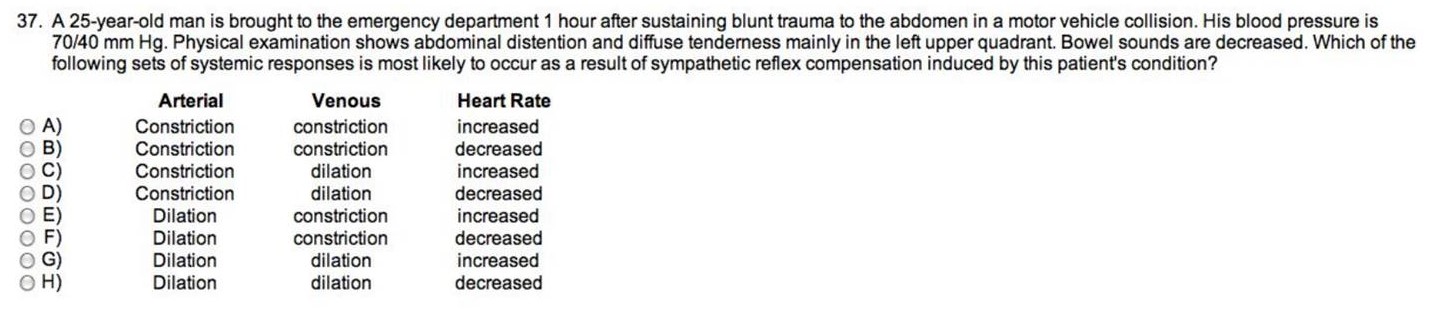 37. A 25-year-old man is brought to the emergency department 1 hour after sustaining blunt trauma to the abdomen in a motor vehicle collision. His blood pressure is
70/40 mm Hg. Physical examination shows abdominal distention and diffuse tenderness mainly in the left upper quadrant. Bowel sounds are decreased. Which of the
following sets of systemic responses is most likely to occur as a result of sympathetic reflex compensation induced by this patient's condition?
Arterial Venous Heart Rate
A) Constriction constriction increased
B) Constriction constriction decreased
C) Constriction dilation increased
D) Constriction dilation decreased
E) Dilation constriction increased
F) Dilation constriction decreased
G) Dilation dilation increased
H) Dilation dilation decreased